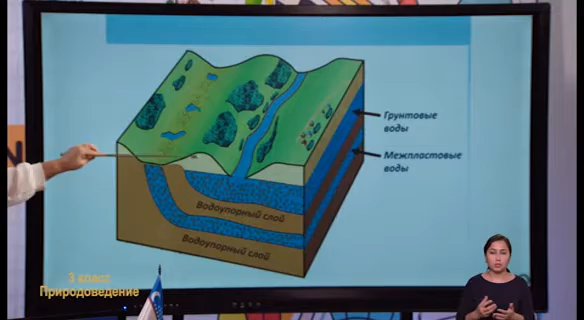 Грунтовые
воды
Межпластовые
воды
Водоупорный слой
Водоупорный слой
3 класс
Природоведение